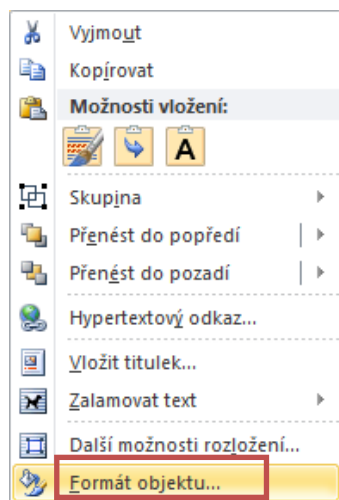 Vyjmout
Kopírovat
Možnosti vložení:
A
Skupina
Přenést do popředí
Přenést do pozadí
Hypertextový odkaz...
Vložit titulek...
Zalamovat text
Další možnosti rozložení...
Formát objektu...